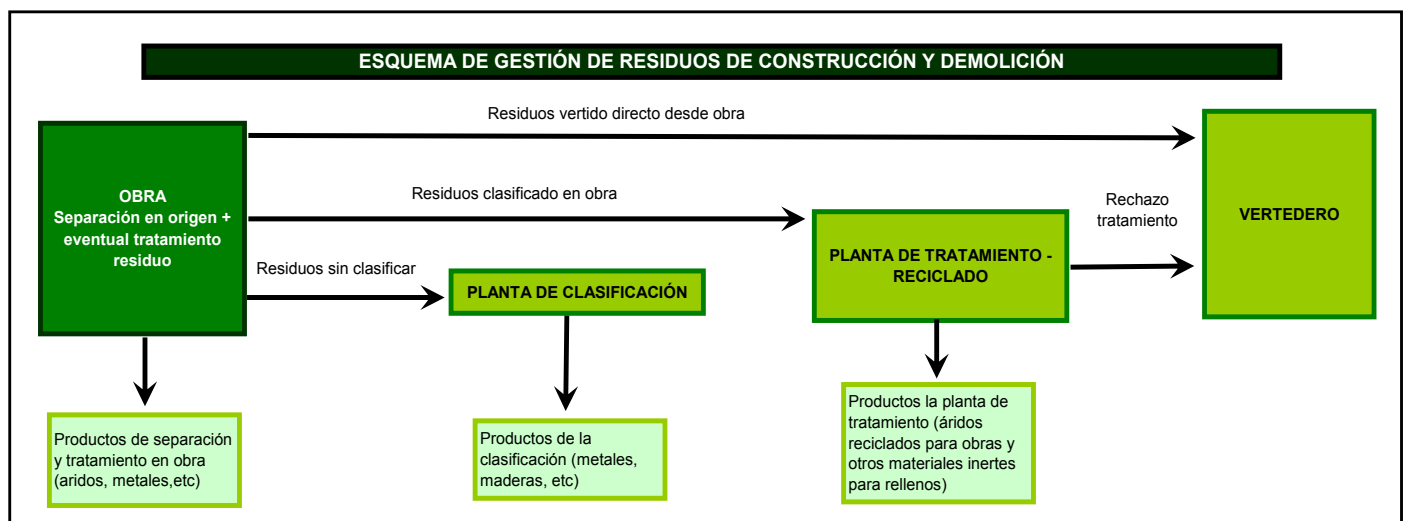 ESQUEMA DE GESTIÓN DE RESIDUOS DE CONSTRUCCIÓN Y DEMOLICIÓN
Residuos vertido directo desde obra
OBRA
Separación en origen +
eventual tratamiento
residuo
Residuos clasificado en obra
Rechazo
tratamiento
VERTEDERO
Residuos sin clasificar
PLANTA DE CLASIFICACIÓN
PLANTA DE TRATAMIENTO -
RECICLADO
Productos de separación
y tratamiento en obra
(aridos, metales,etc)
Productos de la
clasificación (metales,
maderas, etc)
Productos la planta de
tratamiento (áridos
reciclados para obras y
otros materiales inertes
para rellenos)